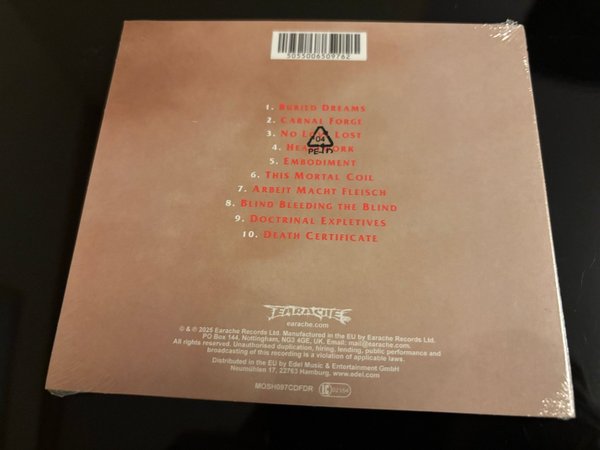 5055006509762
1. Buried Dreams
2. Carnal Forge
3. No Lost
04
4. Work
PE-LD
5. Embodiment
6. This Mortal Coil
7. Arbeit Macht Fleisch
8. Blind Bleeding the Blind
9. Doctrinal Expletives
10. Death Certificate
EARACHE
earache.com
℗ & © 2025 Earache Records Ltd. Manufactured in the EU by Earache Records Ltd.
PO Box 144, Nottingham, NG3 4GE, UK. Email: mail@earache.com.
All rights reserved. Unauthorised duplication, hiring, lending, public performance and
broadcasting of this recording is a violation of applicable laws.
Distributed in the EU by Edel Music & Entertainment GmbH
Neumühlen 17, 22763 Hamburg. www.edel.com
MOSH097CDFDR LC 02164